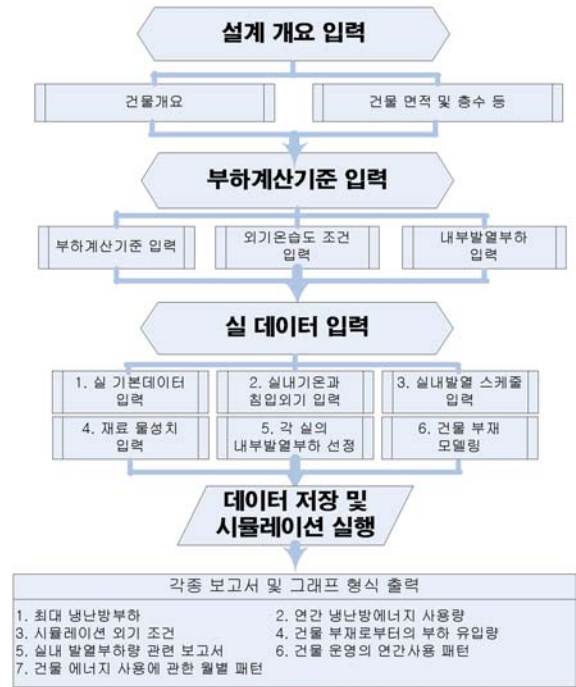 설계 개요 입력
건물개요
건물 면적 및 층수 등
부하계산기준 입력
부하계산기준 입력
외기온습도 조건
입력
내부발열부하
입력
실 데이터 입력
1. 실 기본데이터
입력
2. 실내기온과
침입외기 입력
3. 실내발열 스케줄
입력
4. 재료 물성치
입력
5. 각 실의
내부발열부하 선정
6. 건물 부재
모델링
데이터 저장 및
시뮬레이션 실행
각종 보고서 및 그래프 형식 출력
1. 최대 냉난방부하
2. 연간 냉난방에너지 사용량
3. 시뮬레이션 외기 조건
4. 건물 부재로부터의 부하 유입량
5. 실내 발열부하량 관련 보고서
6. 건물 운영의 연간사용 패턴
7. 건물 에너지 사용에 관한 월별 패턴